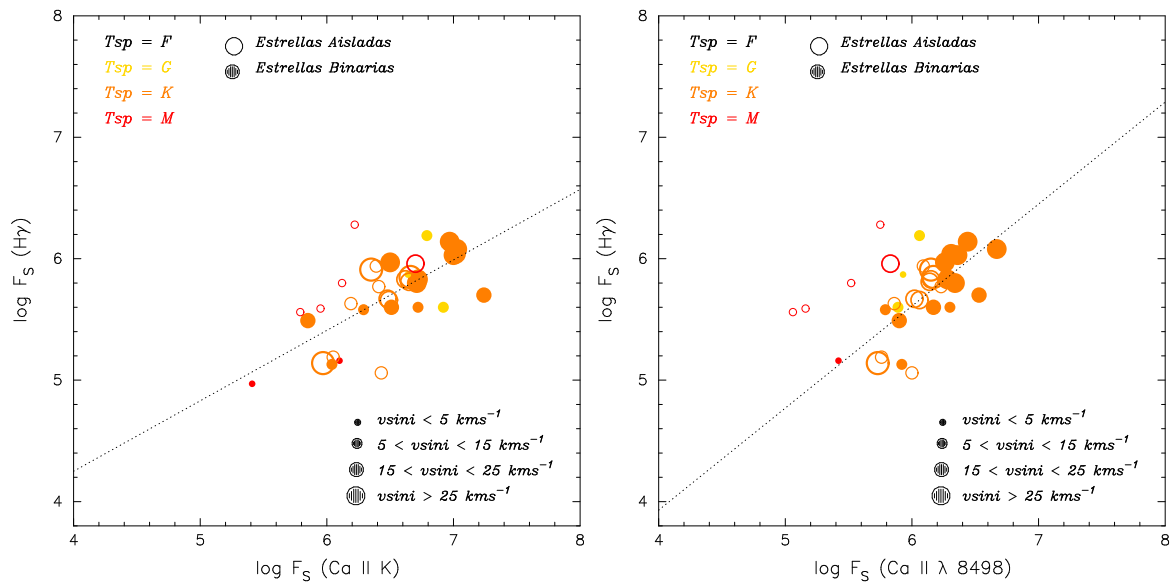 8
7
6
5
4
log F_S (Hγ)
Tsp = F
Tsp = G
Tsp = K
Tsp = M
Estrellas Aisladas
Estrellas Binarias
vsini < 5 kms⁻¹
5 < vsini < 15 kms⁻¹
15 < vsini < 25 kms⁻¹
vsini > 25 kms⁻¹
4 5 6 7 8
log F_S (Ca II K)
8
7
6
5
4
log F_S (Hγ)
Tsp = F
Tsp = G
Tsp = K
Tsp = M
Estrellas Aisladas
Estrellas Binarias
vsini < 5 kms⁻¹
5 < vsini < 15 kms⁻¹
15 < vsini < 25 kms⁻¹
vsini > 25 kms⁻¹
4 5 6 7 8
log F_S (Ca II λ 8498)